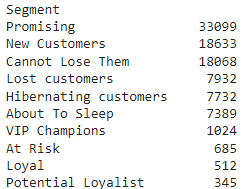 Segment
Promising 33099
New Customers 18633
Cannot Lose Them 18068
Lost customers 7932
Hibernating customers 7732
About To Sleep 7389
VIP Champions 1024
At Risk 685
Loyal 512
Potential Loyalist 345